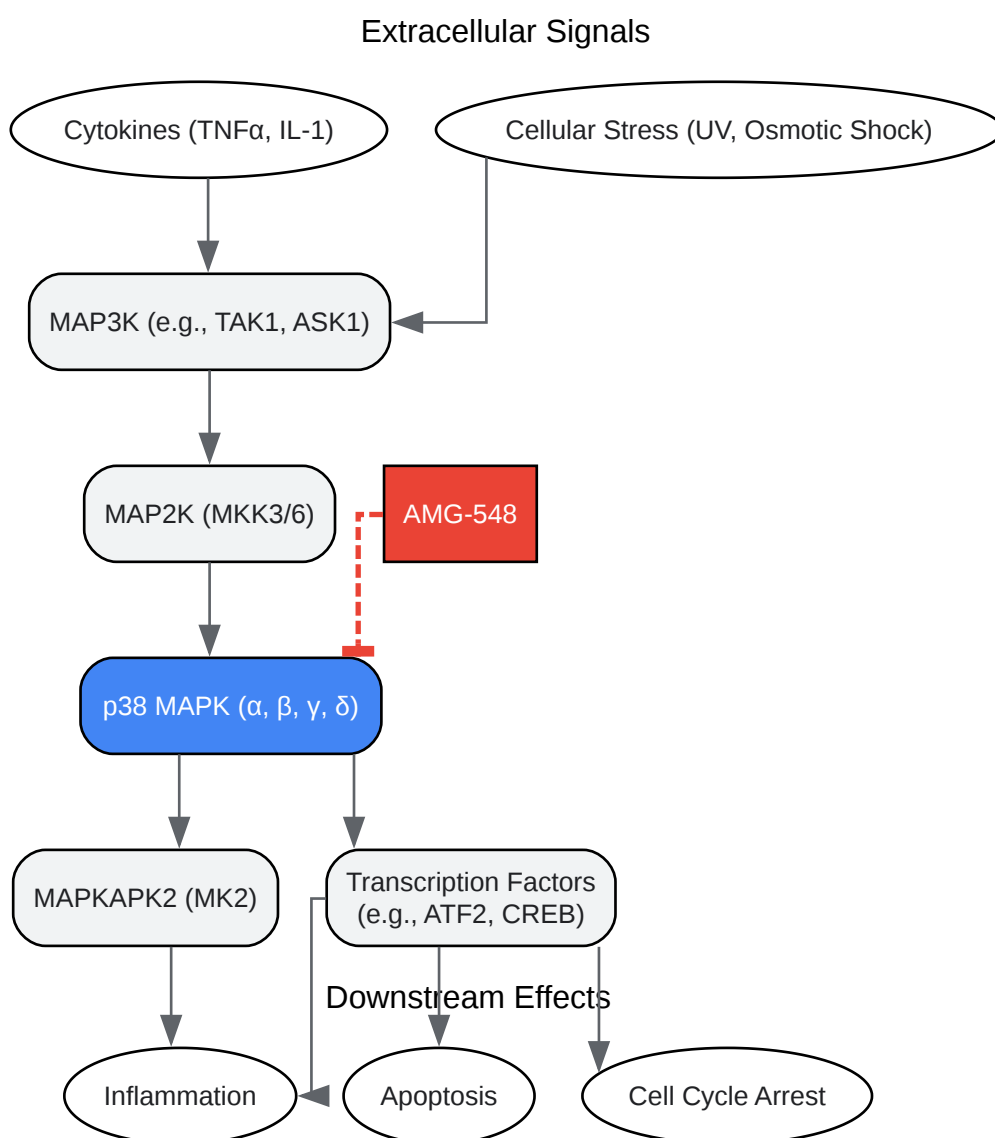 Extracellular Signals
Cytokines (TNFα, IL-1)
Cellular Stress (UV, Osmotic Shock)
MAP3K (e.g., TAK1, ASK1)
MAP2K (MKK3/6)
AMG-548
p38 MAPK (α, β, γ, δ)
MAPKAPK2 (MK2)
Transcription Factors
(e.g., ATF2, CREB)
Downstream Effects
Inflammation
Apoptosis
Cell Cycle Arrest